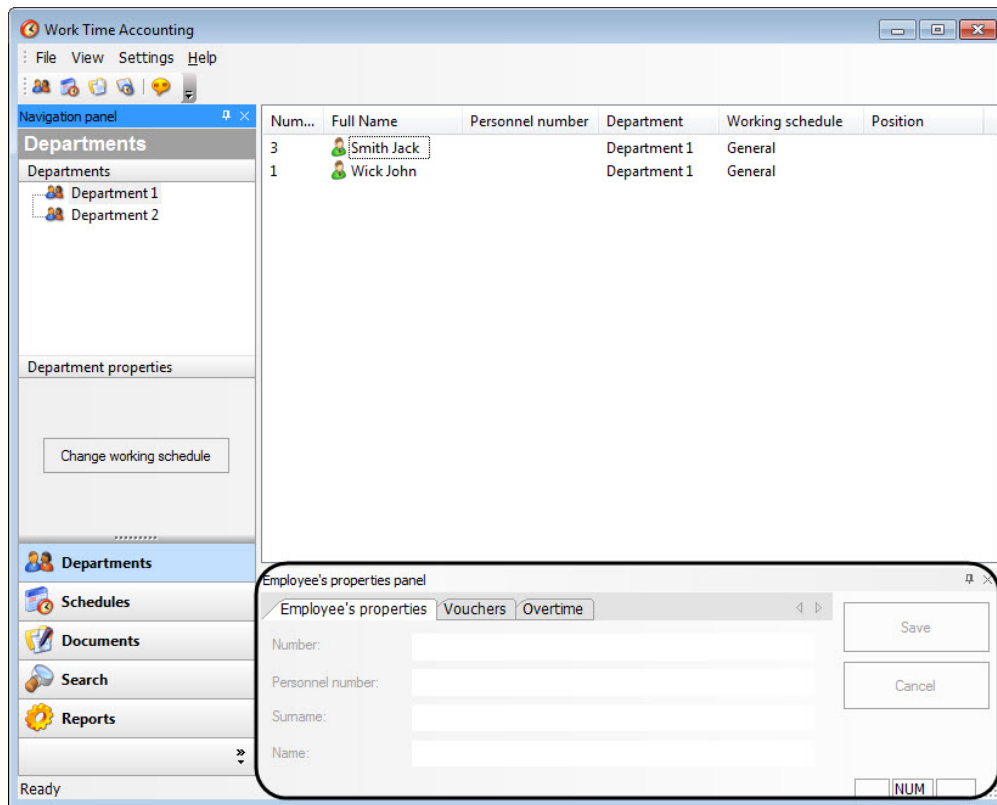 Work Time Accounting
File View Settings Help
Navigation panel
Departments
Departments
Department 1
Department 2
Department properties
Change working schedule
Departments
Schedules
Documents
Search
Reports
Num... Full Name Personnel number Department Working schedule Position
3 Smith Jack Department 1 General
1 Wick John Department 1 General
Employee's properties panel
Employee's properties Vouchers Overtime
Number:
Personnel number:
Surname:
Name:
Save
Cancel
Ready NUM